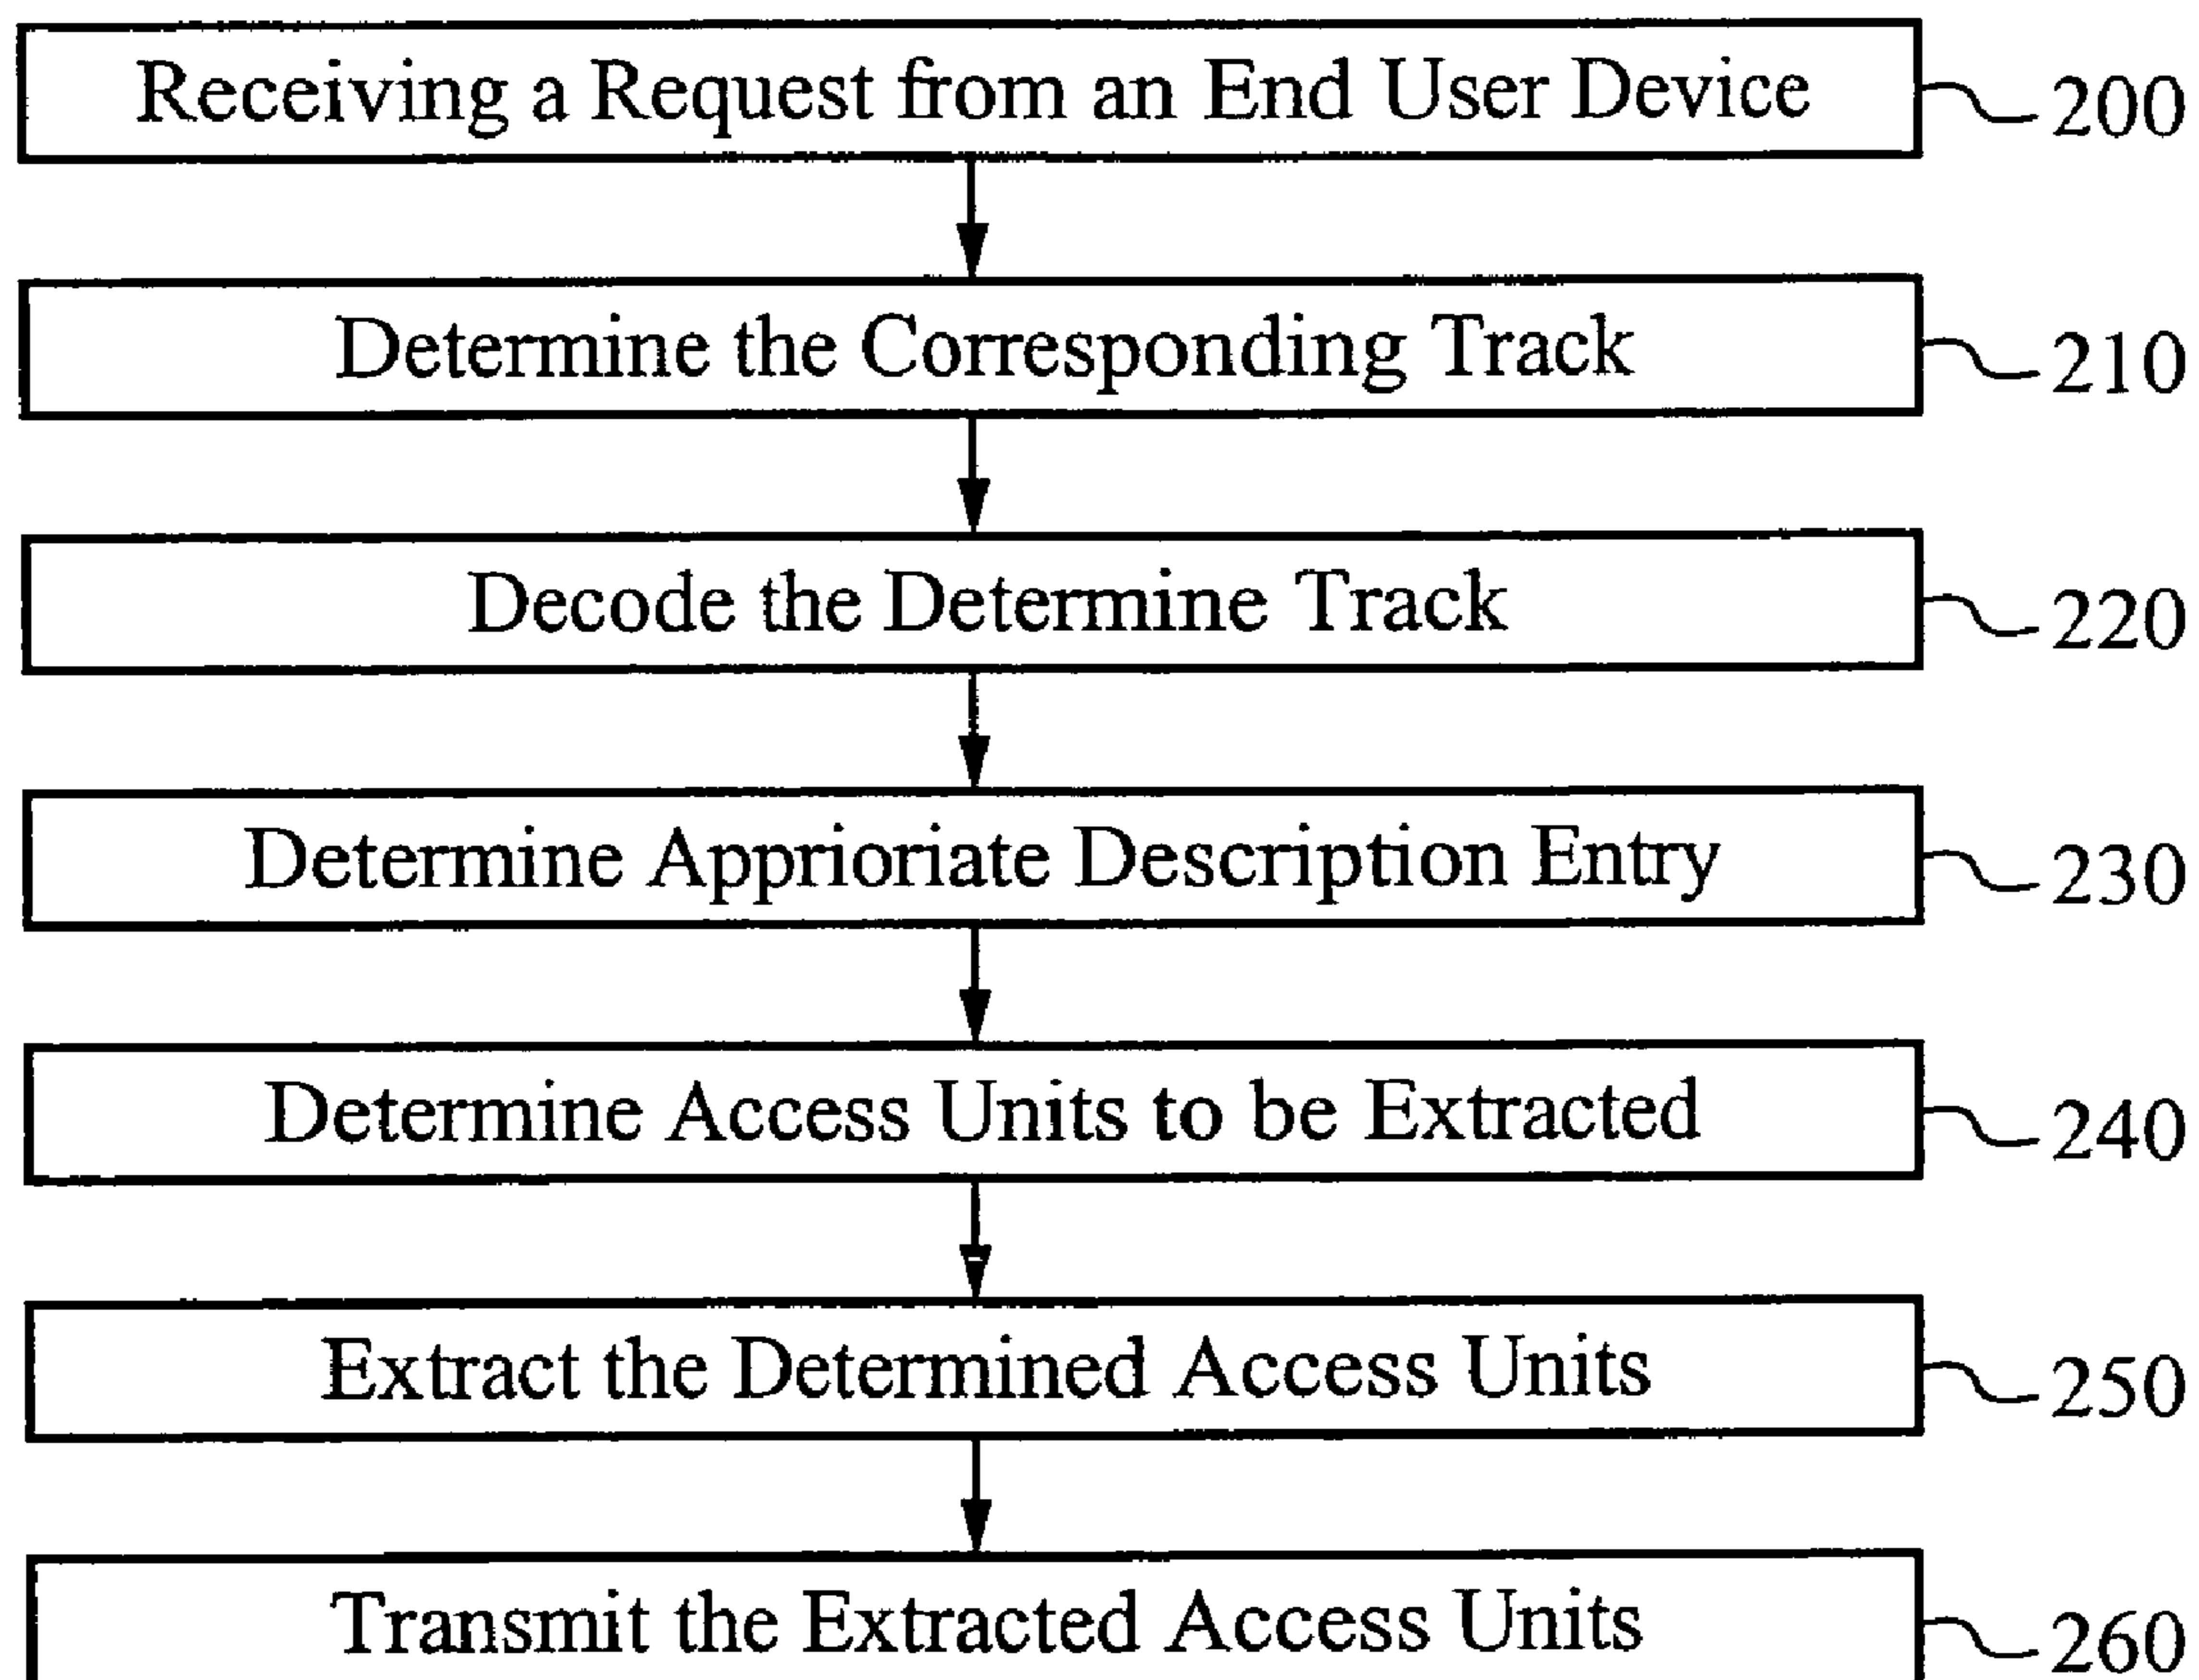 Receiving a Request from an End User Device 200
Determine the Corresponding Track 210
Decode the Determine Track 220
Determine Apprioriate Description Entry 230
Determine Access Units to be Extracted 240
Extract the Determined Access Units 250
Transmit the Extracted Access Units 260